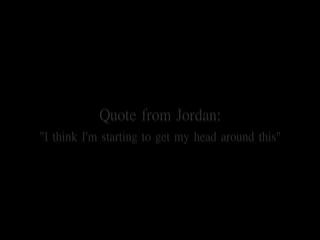 Quote from Jordan:
"I think I'm starting to get my head around this"